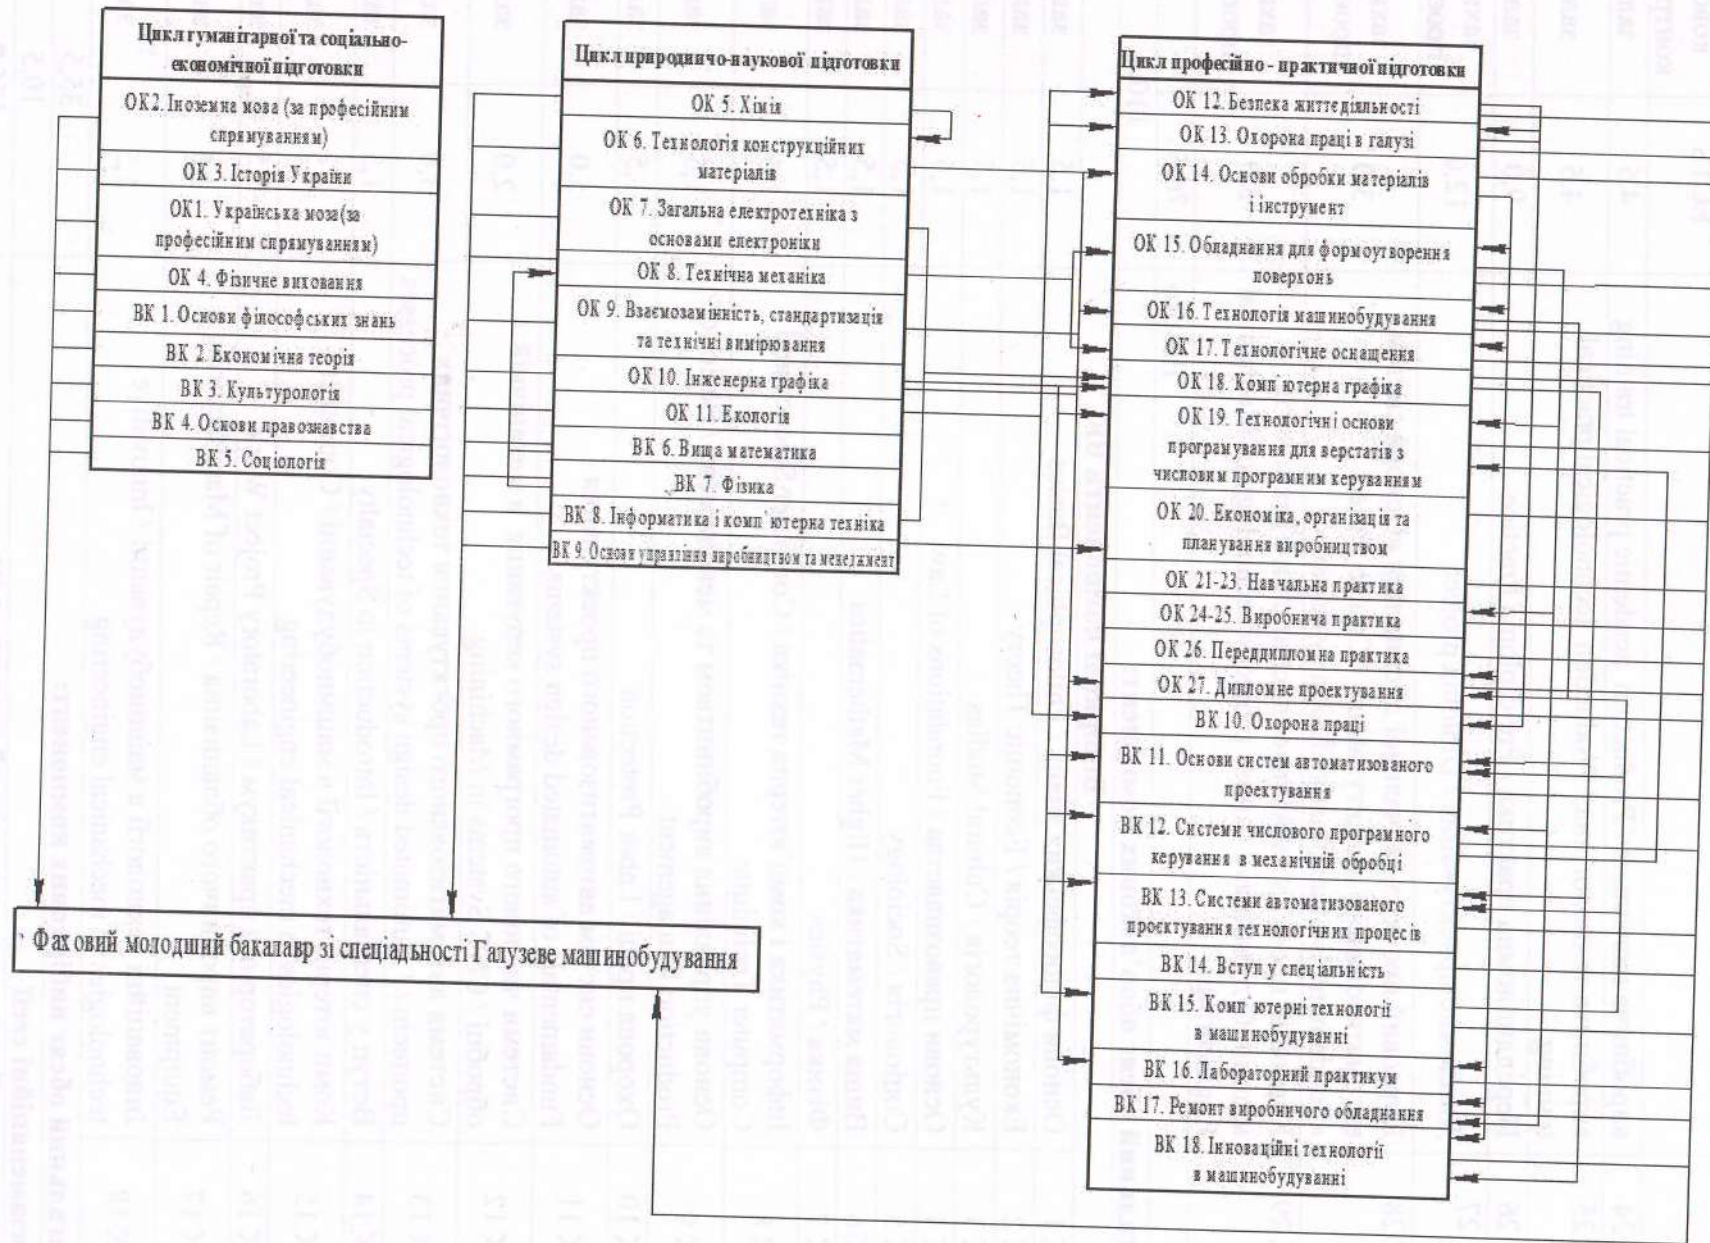 Цикл гуманітарної та соціально-
економічної підготовки
ОК2. Іноземна мова (за професійним
спрямуванням)
ОК 3. Історія України
ОК1. Українська мова(за
професійним спрямуванням)
ОК 4. Фізичне виховання
ВК 1. Основи філософських знань
ВК 2. Економічна теорія
ВК 3. Культурологія
ВК 4. Основи правознавства
ВК 5. Соціологія
Цикл природничо-наукової підготовки
ОК 5. Хімія
ОК 6. Технологія конструкційних
матеріалів
ОК 7. Загальна електротехніка з
основами електроніки
ОК 8. Технічна механіка
ОК 9. Взаємозамінність, стандартизація
та технічні вимірювання
ОК 10. Інженерна графіка
ОК 11. Екологія
ВК 6. Вища математика
ВК 7. Фізика
ВК 8. Інформатика і комп`ютерна техніка
ВК 9. Основи управління виробництвом та менеджмент
Цикл професійно - практичної підготовки
ОК 12. Безпека життєдіяльності
ОК 13. Охорона праці в галузі
ОК 14. Основи обробки матеріалів
і інструмент
ОК 15. Обладнання для формоутворення
поверхонь
ОК 16. Технологія машинобудування
ОК 17. Технологічне оснащення
ОК 18. Комп`ютерна графіка
ОК 19. Технологічні основи
програмування для верстатів з
числовим програмним керуванням
ОК 20. Економіка, організація та
планування виробництвом
ОК 21-23. Навчальна практика
ОК 24-25. Виробнича практика
ОК 26. Переддипломна практика
ОК 27. Дипломне проектування
ВК 10. Охорона праці
ВК 11. Основи систем автоматизованого
проектування
ВК 12. Системи числового програмного
керування в механічній обробці
ВК 13. Системи автоматизованого
проєктування технологічних процесів
ВК 14. Вступ у спеціальність
ВК 15. Комп`ютерні технології
в машинобудуванні
ВК 16. Лабораторний практикум
ВК 17. Ремонт виробничого обладнання
ВК 18. Інноваційні технології
в машинобудуванні
Фаховий молодший бакалавр зі спеціальності Галузеве машинобудування